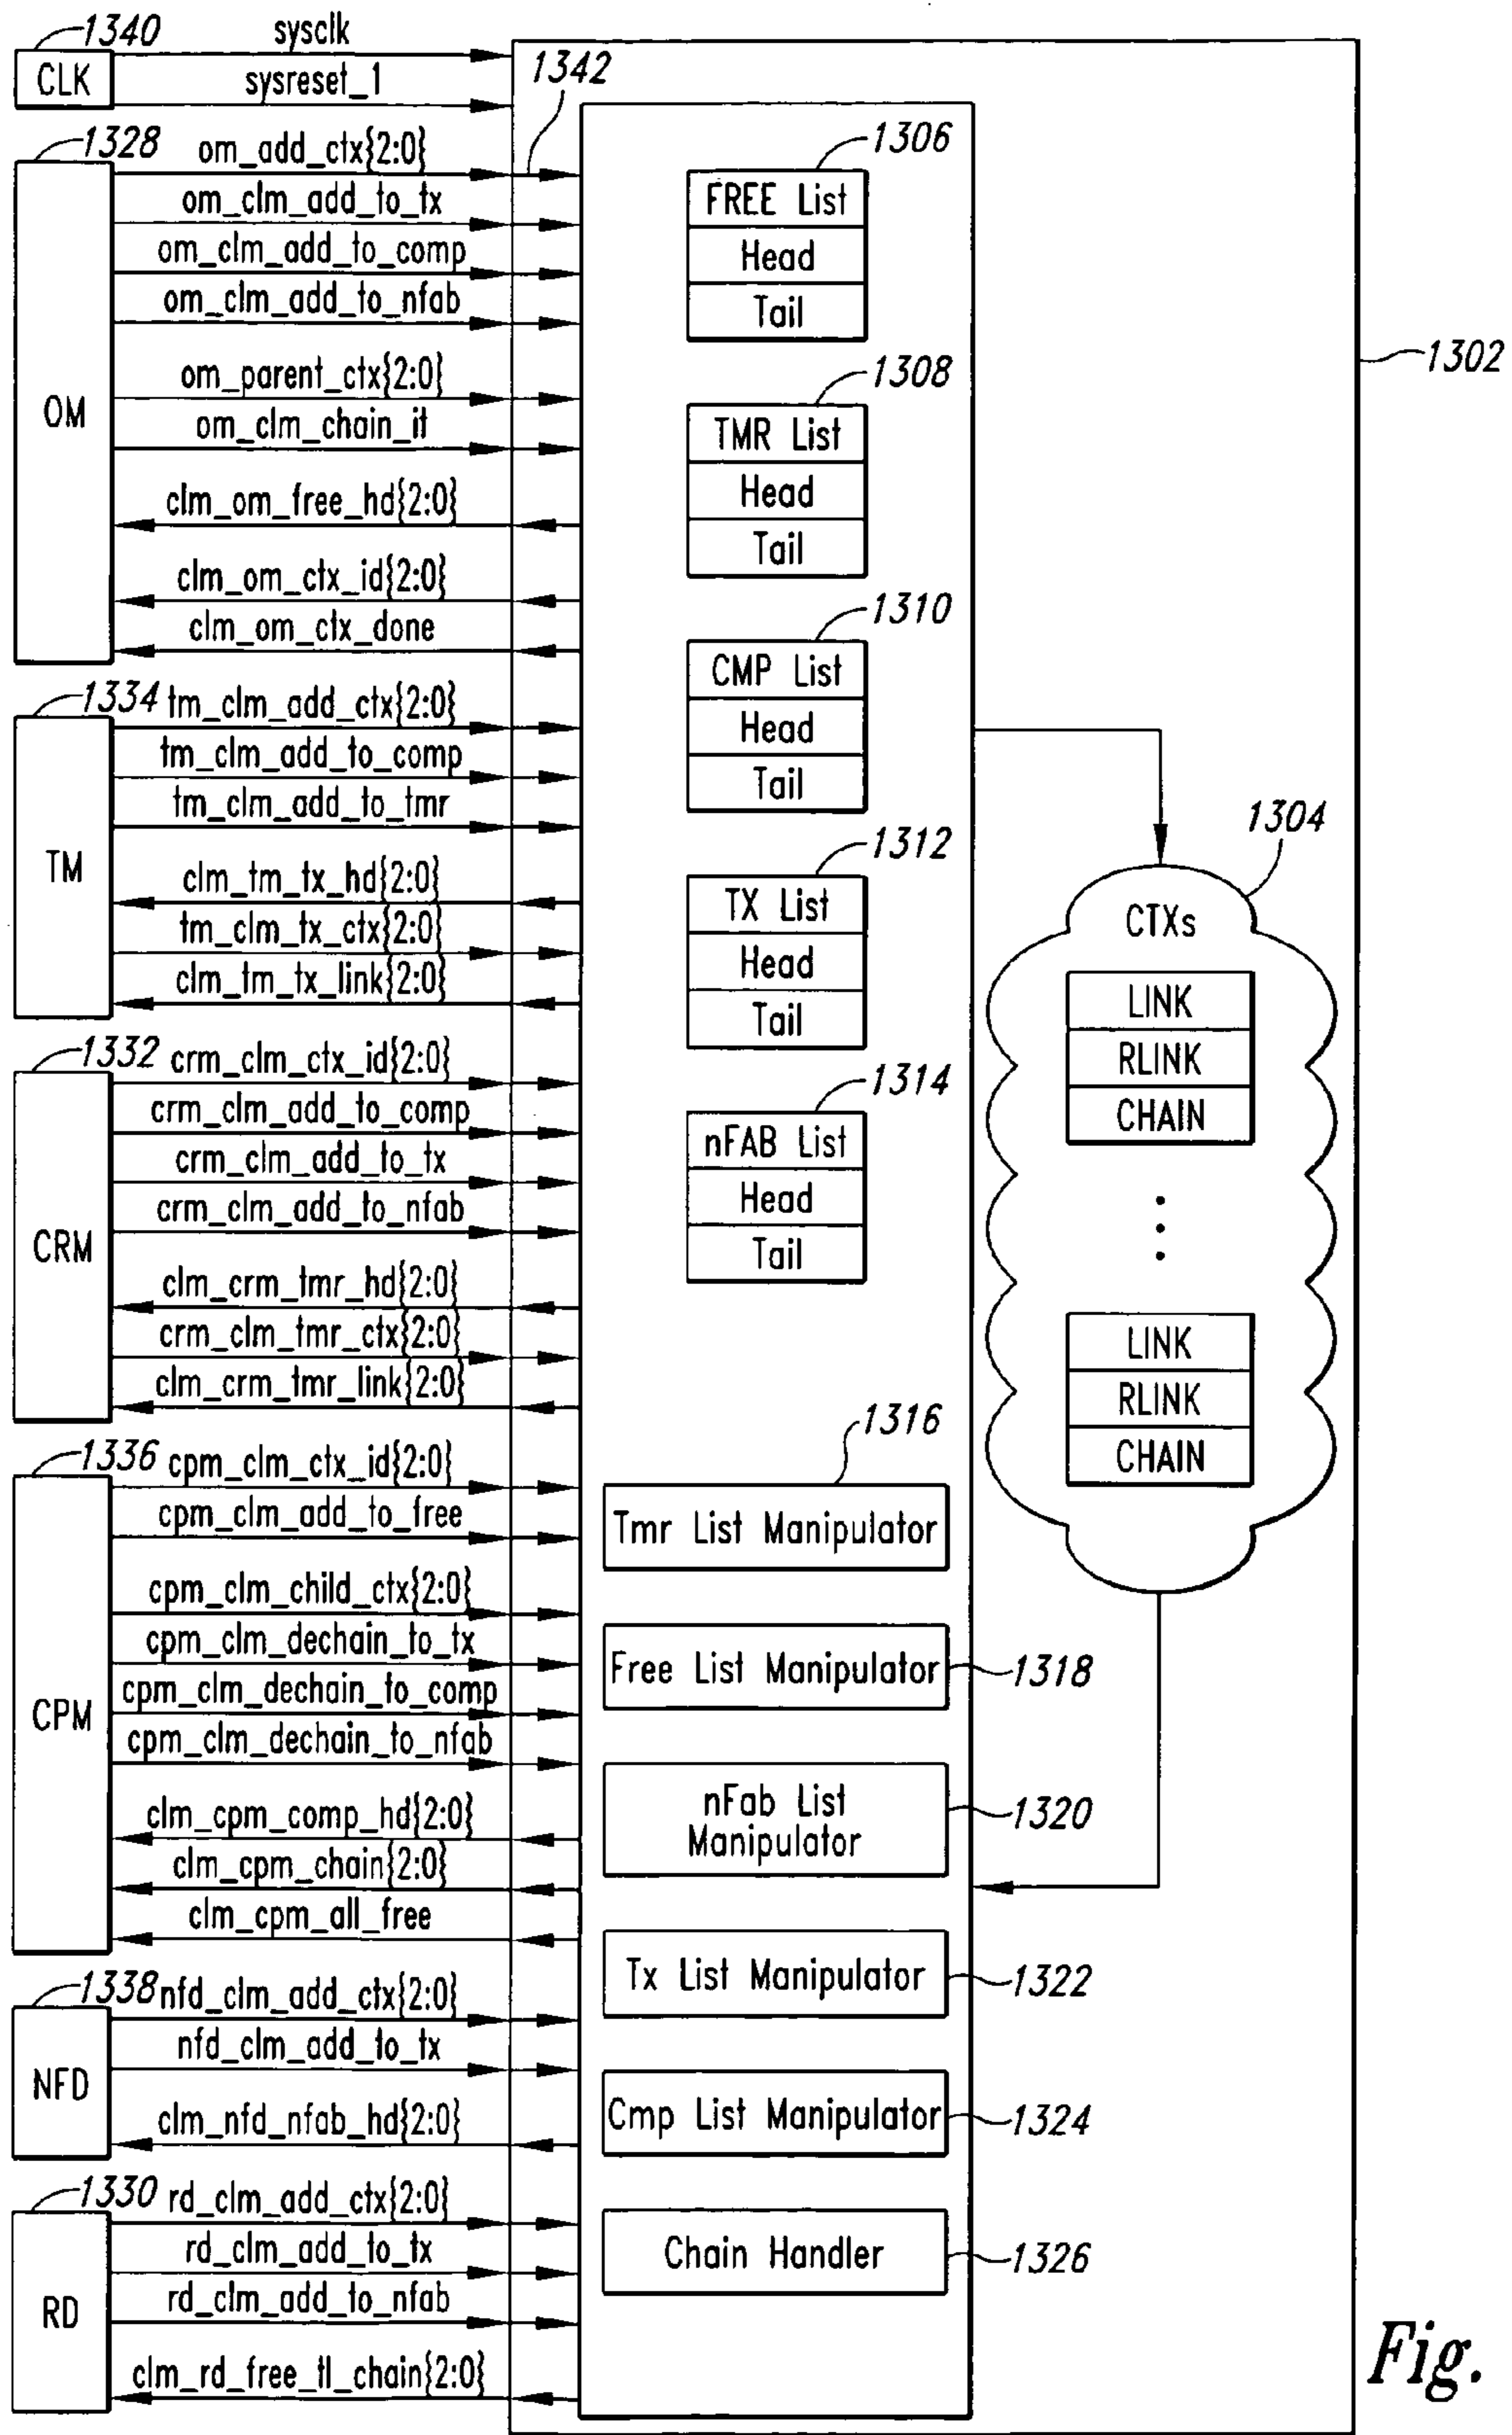 1340
CLK
sysclk
sysreset_1
1342
1328
OM
om_add_ctx{2:0}
om_clm_add_to_tx
om_clm_add_to_comp
om_clm_add_to_nfab
om_parent_ctx{2:0}
om_clm_chain_it
clm_om_free_hd{2:0}
clm_om_ctx_id{2:0}
clm_om_ctx_done
1334
TM
tm_clm_add_ctx{2:0}
tm_clm_add_to_comp
tm_clm_add_to_tmr
clm_tm_tx_hd{2:0}
tm_clm_tx_ctx{2:0}
clm_tm_tx_link{2:0}
1332
CRM
crm_clm_ctx_id{2:0}
crm_clm_add_to_comp
crm_clm_add_to_tx
crm_clm_add_to_nfab
clm_crm_tmr_hd{2:0}
crm_clm_tmr_ctx{2:0}
clm_crm_tmr_link{2:0}
1336
CPM
cpm_clm_ctx_id{2:0}
cpm_clm_add_to_free
cpm_clm_child_ctx{2:0}
cpm_clm_dechain_to_tx
cpm_clm_dechain_to_comp
cpm_clm_dechain_to_nfab
clm_cpm_comp_hd{2:0}
clm_cpm_chain{2:0}
clm_cpm_all_free
1338
NFD
nfd_clm_add_ctx{2:0}
nfd_clm_add_to_tx
clm_nfd_nfab_hd{2:0}
1330
RD
rd_clm_add_ctx{2:0}
rd_clm_add_to_tx
rd_clm_add_to_nfab
clm_rd_free_tl_chain{2:0}
1306
FREE List
Head
Tail
1308
TMR List
Head
Tail
1310
CMP List
Head
Tail
1312
TX List
Head
Tail
1314
nFAB List
Head
Tail
1316
Tmr List Manipulator
Free List Manipulator
1318
nFab List
Manipulator
1320
Tx List Manipulator
1322
Cmp List Manipulator
1324
Chain Handler
1326
1302
1304
CTXs
LINK
RLINK
CHAIN
LINK
RLINK
CHAIN
Fig.